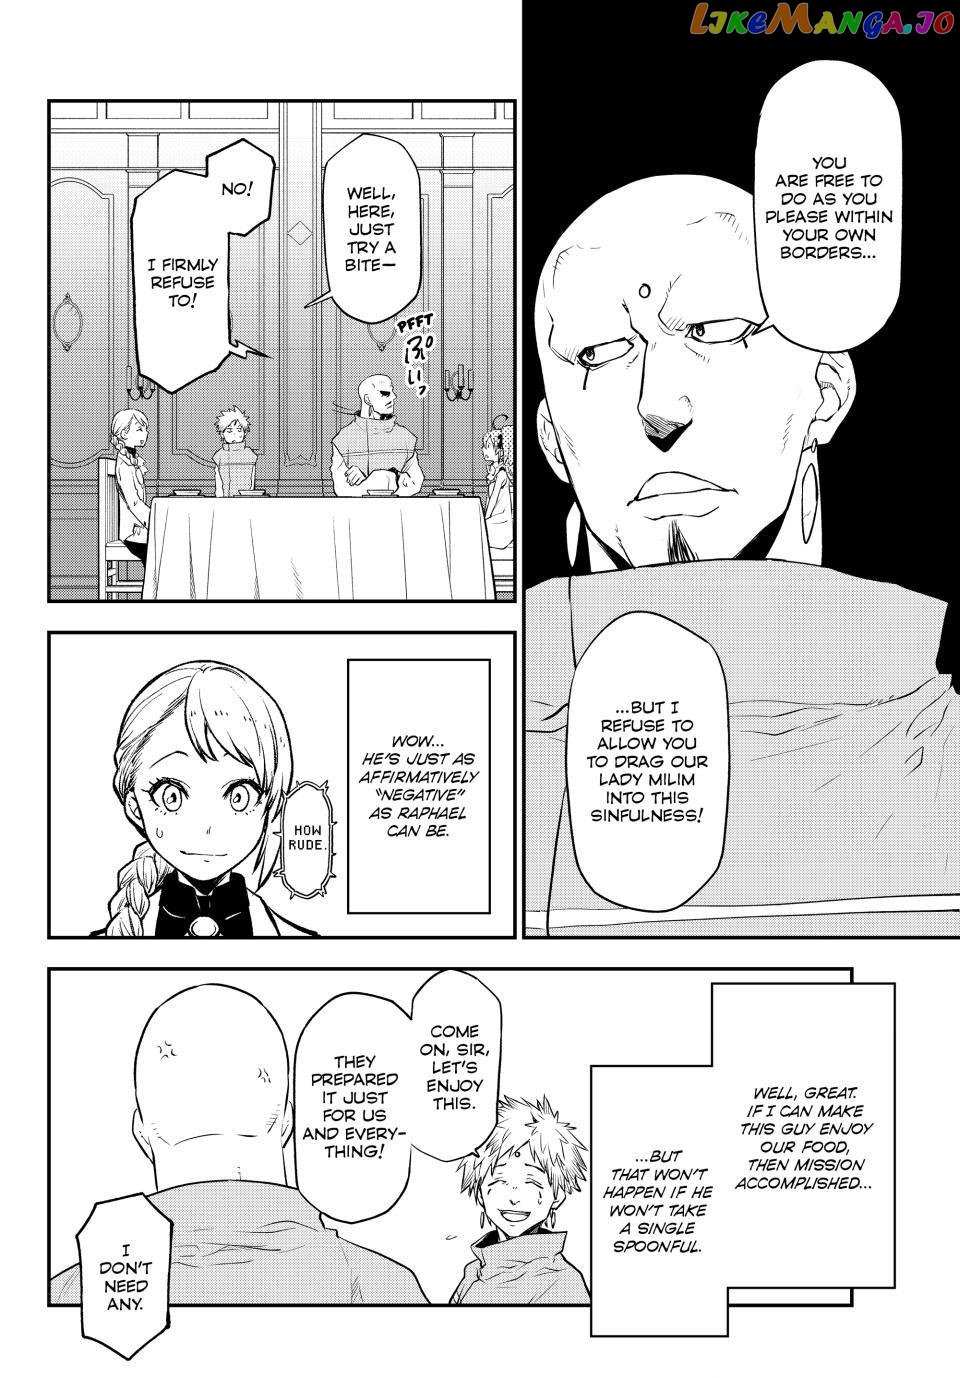 LIKEMANGA.IO
YOU
ARE FREE TO
DO AS YOU
PLEASE WITHIN
YOUR OWN
BORDERS...
...BUT I
REFUSE TO
ALLOW YOU
TO DRAG OUR
LADY MILIM
INTO THIS
SINFULNESS!
WELL,
HERE,
JUST
TRY A
BITE—
PFFT
NO!
I FIRMLY
REFUSE
TO!
WOW...
HE'S JUST AS
AFFIRMATIVELY
"NEGATIVE"
AS RAPHAEL
CAN BE.
HOW
RUDE.
WELL, GREAT.
IF I CAN MAKE
THIS GUY ENJOY
OUR FOOD,
THEN MISSION
ACCOMPLISHED...
...BUT
THAT WON'T
HAPPEN IF HE
WON'T TAKE
A SINGLE
SPOONFUL.
COME
ON, SIR,
LET'S
ENJOY
THIS.
THEY
PREPARED
IT JUST
FOR US
AND EVERY-
THING!
I
DON'T
NEED
ANY.